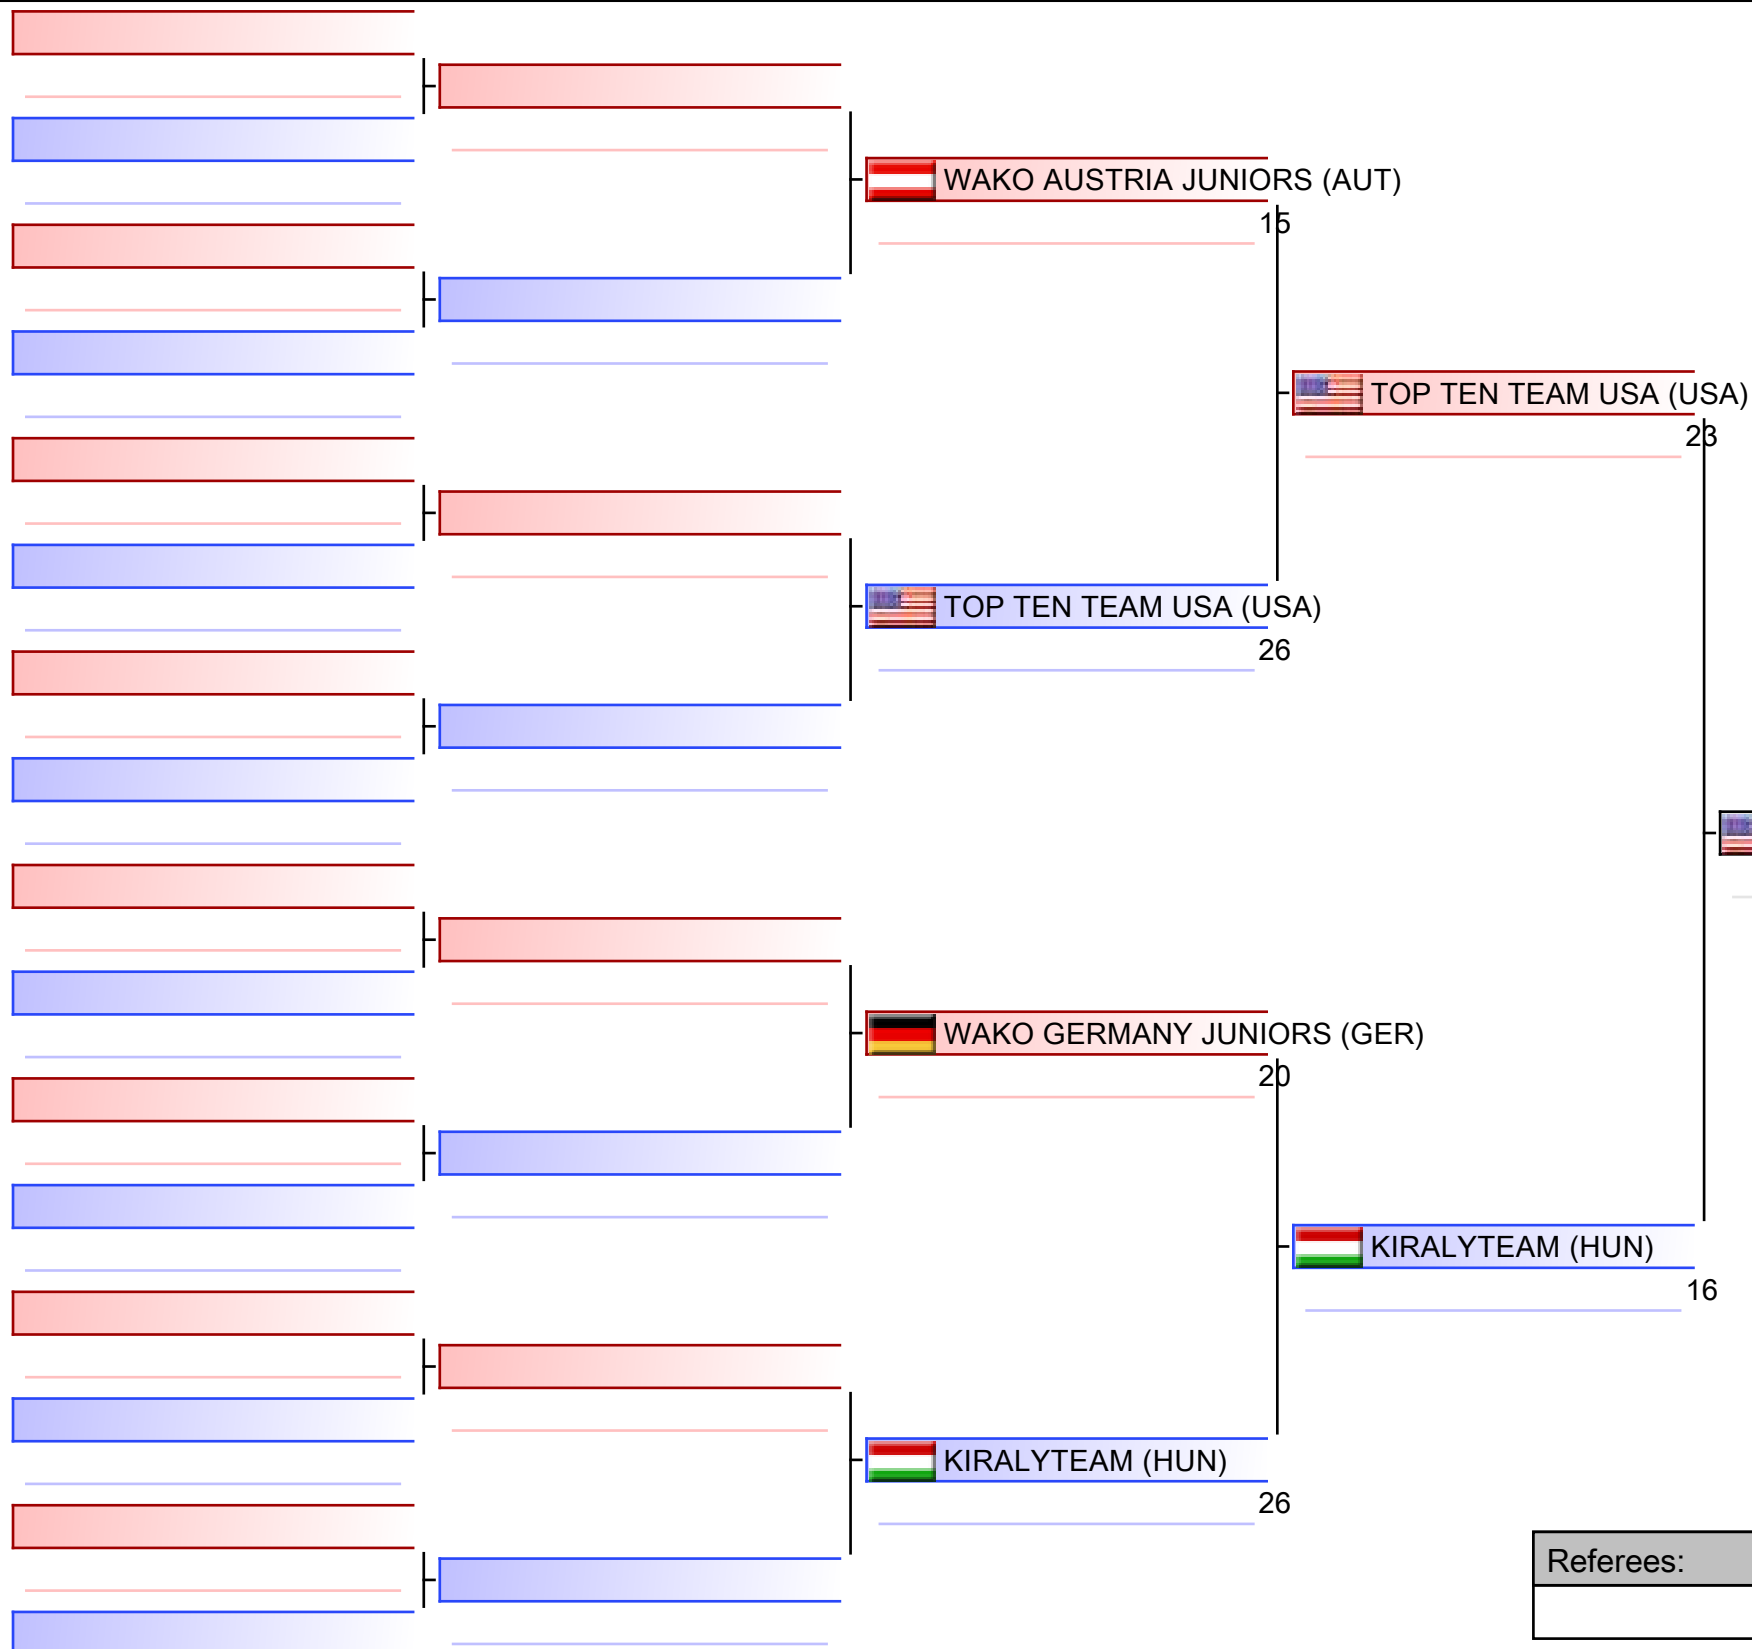 WAKO AUSTRIA JUNIORS (AUT)
15
TOP TEN TEAM USA (USA)
23
TOP TEN TEAM USA (USA)
26
WAKO GERMANY JUNIORS (GER)
20
KIRALYTEAM (HUN)
16
KIRALYTEAM (HUN)
26
Referees: